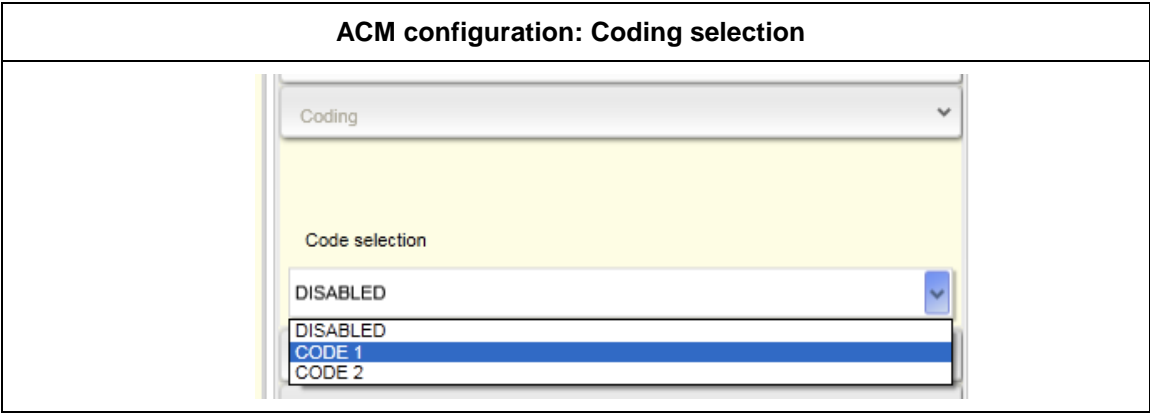 ACM configuration: Coding selection
Coding
Code selection
DISABLED
DISABLED
CODE 1
CODE 2